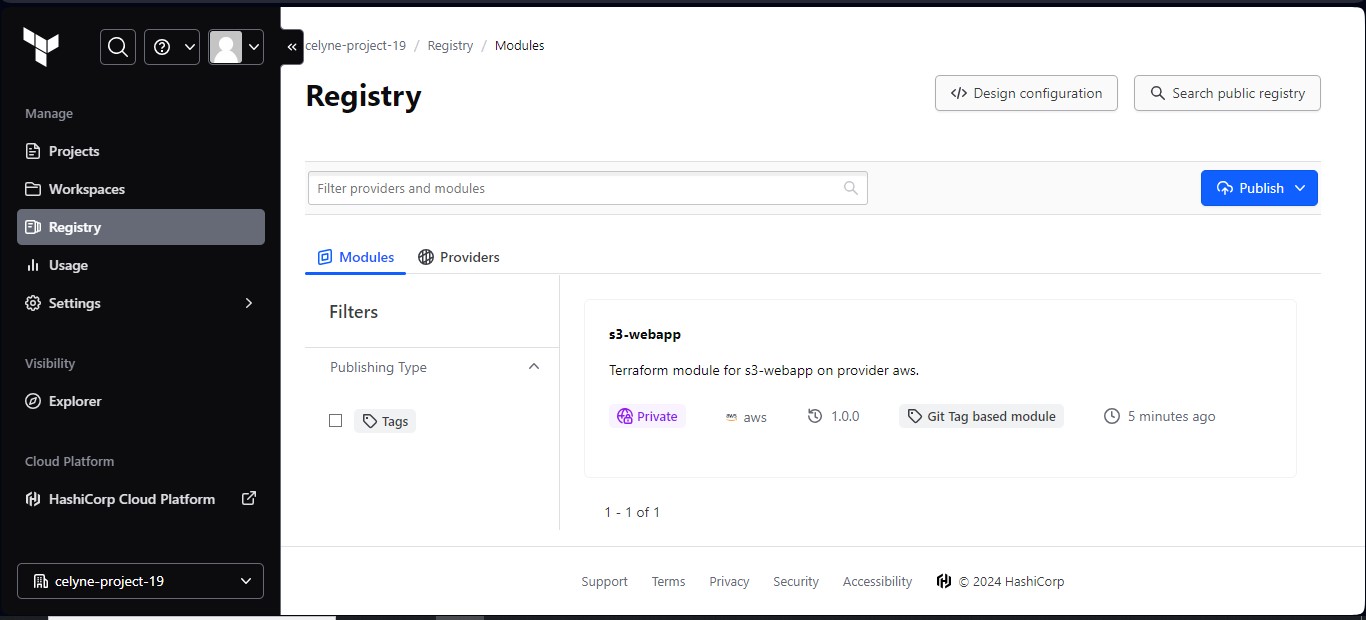 celyne-project-19 / Registry / Modules
Registry
Design configuration
Search public registry
Manage
Projects
Workspaces
Registry
Usage
Settings
Visibility
Explorer
Cloud Platform
HashiCorp Cloud Platform
celyne-project-19
Filter providers and modules
Publish
Modules
Providers
Filters
Publishing Type
Tags
s3-webapp
Terraform module for s3-webapp on provider aws.
Private
aws
1.0.0
Git Tag based module
5 minutes ago
1 - 1 of 1
Support
Terms
Privacy
Security
Accessibility
© 2024 HashiCorp